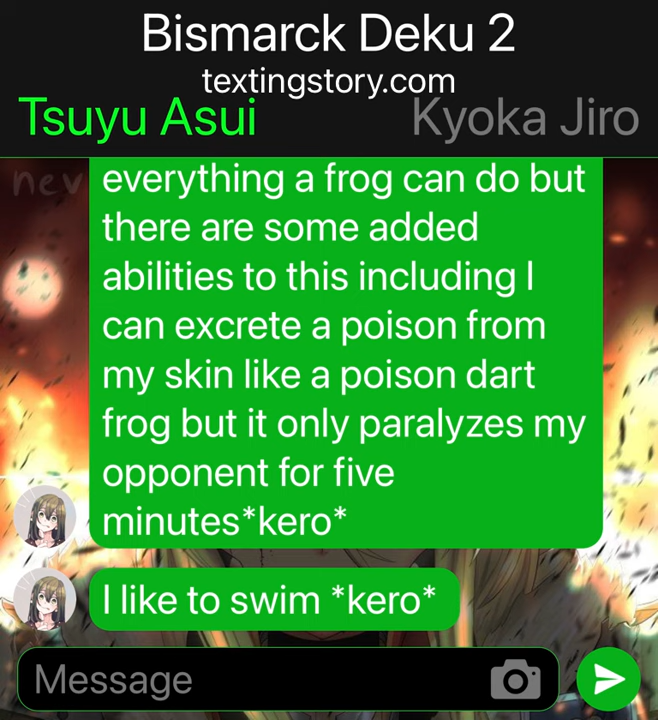 Bismarck Deku 2
textingstory.com
Tsuyu Asui
Kyoka Jiro
nev
everything a frog can do but
there are some added
abilities to this including I
can excrete a poison from
my skin like a poison dart
frog but it only paralyzes my
opponent for five
minutes*kero*
I like to swim *kero*
Message